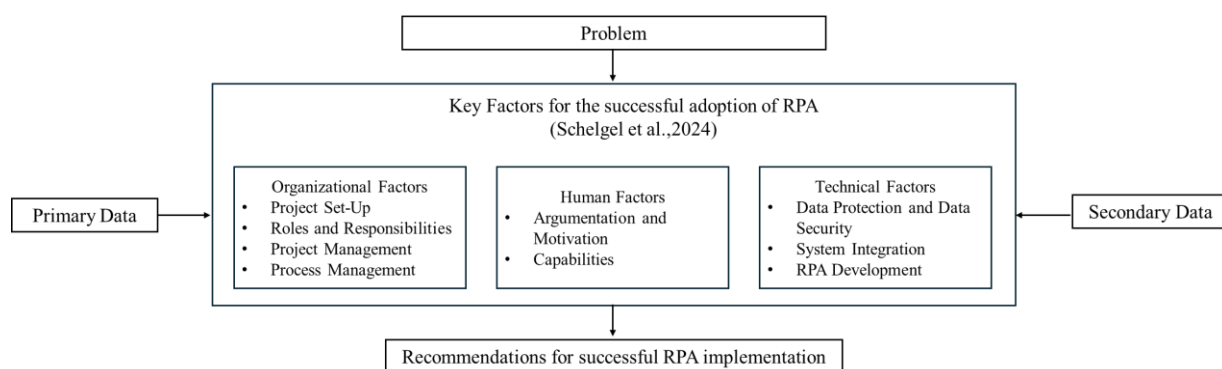 Problem
Key Factors for the successful adoption of RPA
(Schelgel et al.,2024)
Primary Data
Organizational Factors
• Project Set-Up
• Roles and Responsibilities
• Project Management
• Process Management
Human Factors
• Argumentation and
Motivation
• Capabilities
Technical Factors
• Data Protection and Data
Security
• System Integration
• RPA Development
Secondary Data
Recommendations for successful RPA implementation